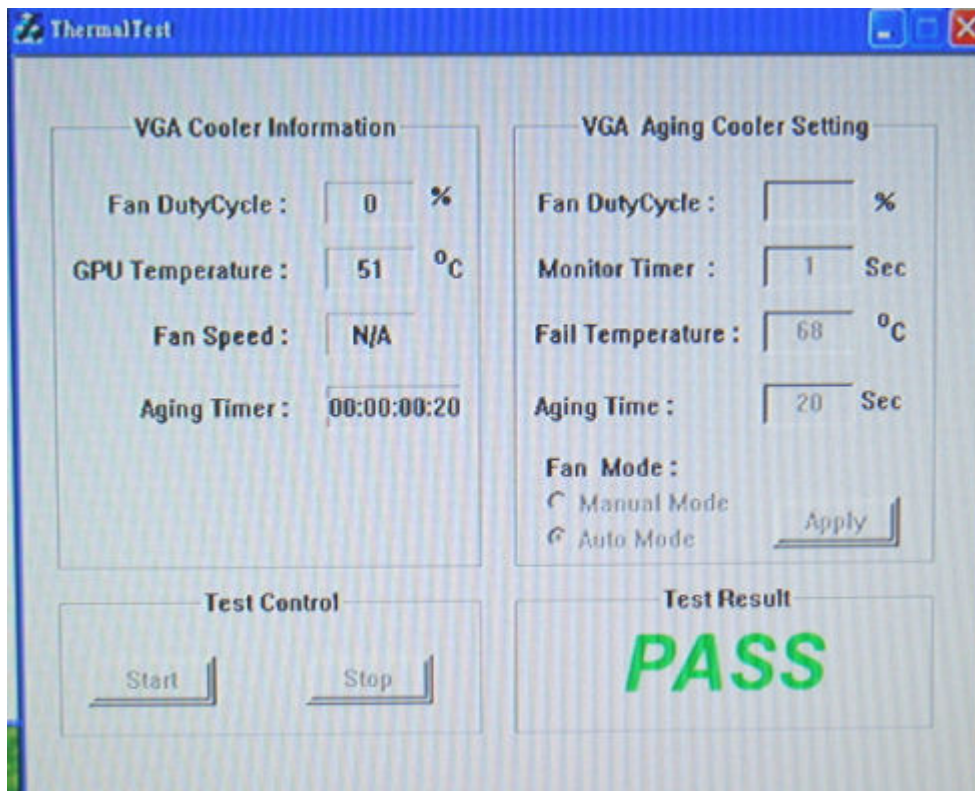 ThermalTest
VGA Cooler Information
Fan DutyCycle : 0 %
GPU Temperature : 51 °C
Fan Speed : N/A
Aging Timer : 00:00:00:20
VGA Aging Cooler Setting
Fan DutyCycle : %
Monitor Timer : 1 Sec
Fail Temperature : 68 °C
Aging Time : 20 Sec
Fan Mode :
Manual Mode
Auto Mode
Apply
Test Control
Start Stop
Test Result
PASS